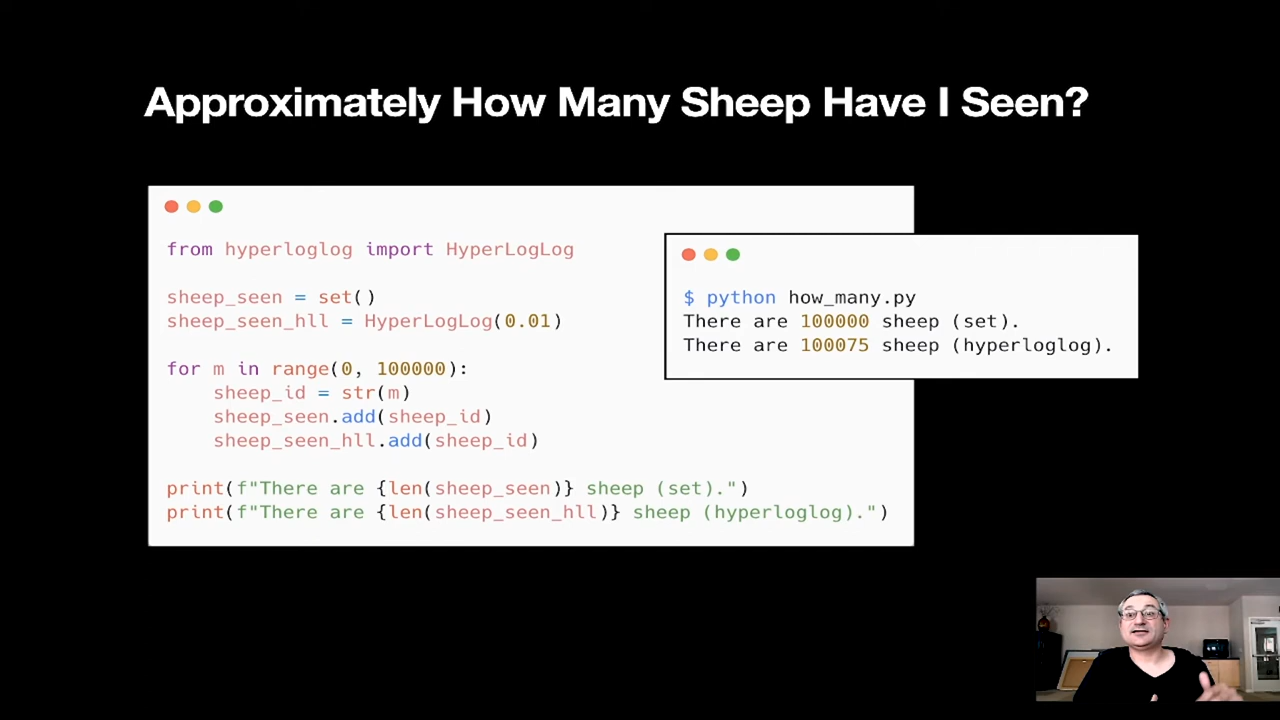 Approximately How Many Sheep Have I Seen?
from hyperloglog import HyperLogLog
sheep_seen = set()
sheep_seen_hll = HyperLogLog(0.01)
for m in range(0, 100000):
    sheep_id = str(m)
    sheep_seen.add(sheep_id)
    sheep_seen_hll.add(sheep_id)
print(f"There are {len(sheep_seen)} sheep (set).")
print(f"There are {len(sheep_seen_hll)} sheep (hyperloglog).")
$ python how_many.py
There are 100000 sheep (set).
There are 100075 sheep (hyperloglog).